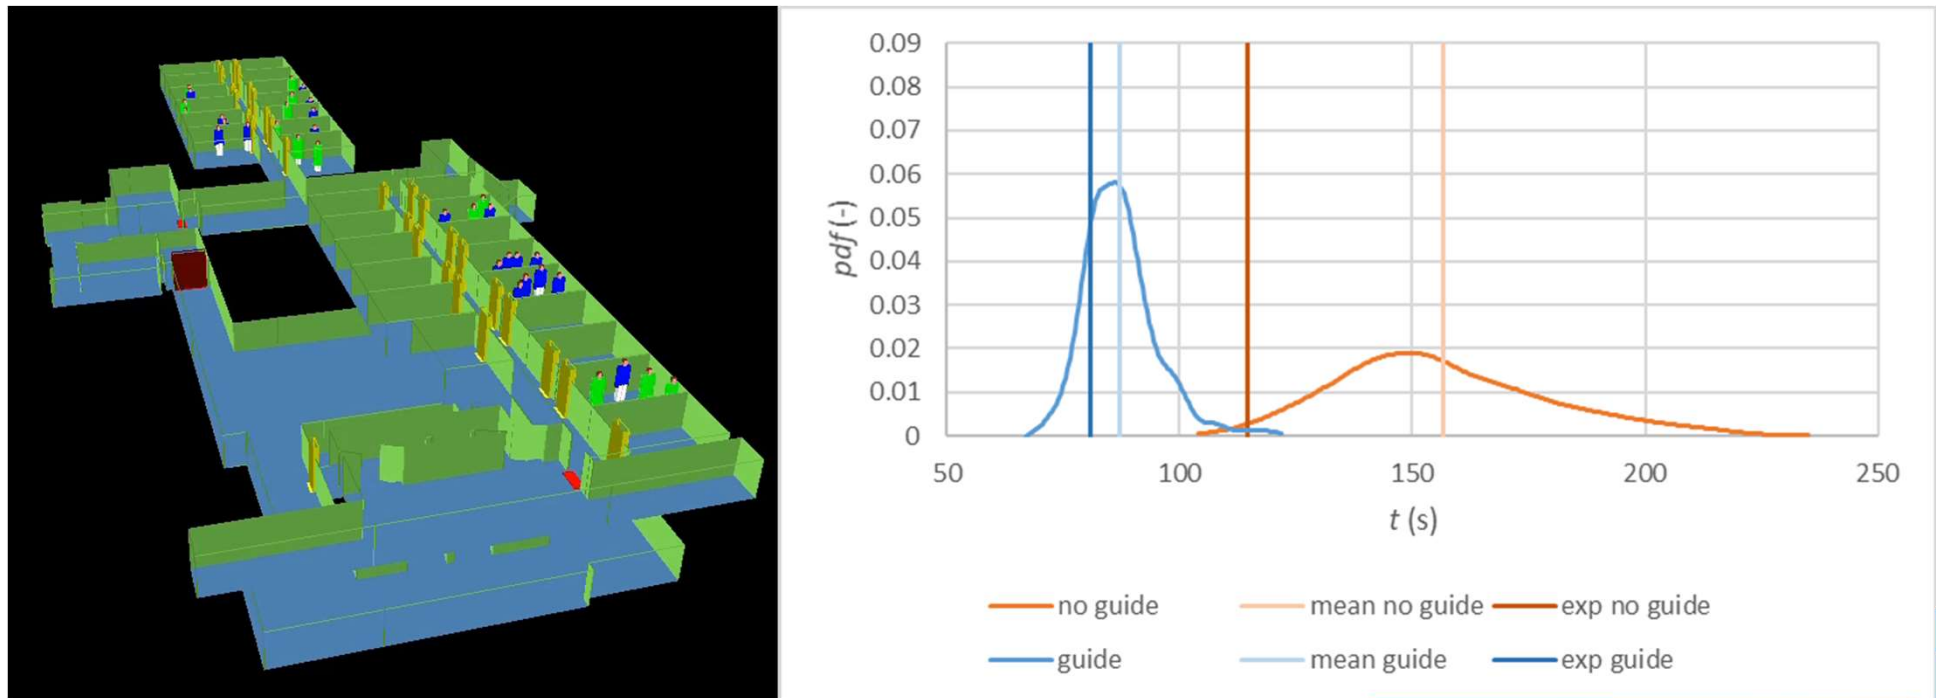 0.09
0.08
0.07
0.06
0.05
0.04
0.03
0.02
0.01
0
pdf (-)
50 100 150 200 250
t (s)
no guide mean no guide exp no guide
guide mean guide exp guide